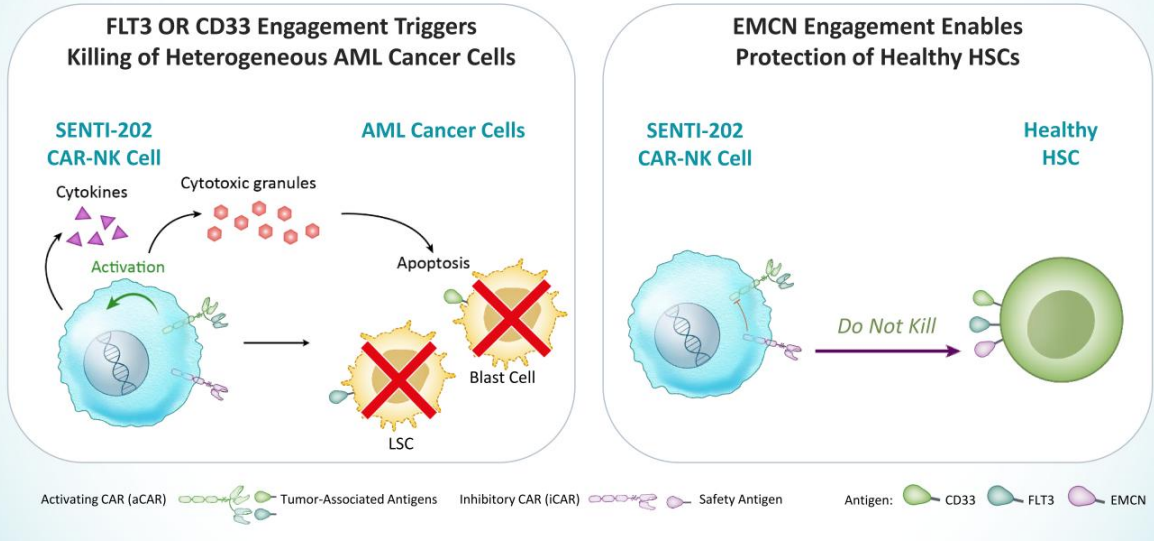 FLT3 OR CD33 Engagement Triggers
Killing of Heterogeneous AML Cancer Cells
SENTI-202
CAR-NK Cell
AML Cancer Cells
Cytokines
Cytotoxic granules
Activation
Apoptosis
Blast Cell
LSC
EMCN Engagement Enables
Protection of Healthy HSCs
SENTI-202
CAR-NK Cell
Healthy
HSC
Do Not Kill
Activating CAR (aCAR)
Tumor-Associated Antigens
Inhibitory CAR (iCAR)
Safety Antigen
Antigen:
CD33
FLT3
EMCN